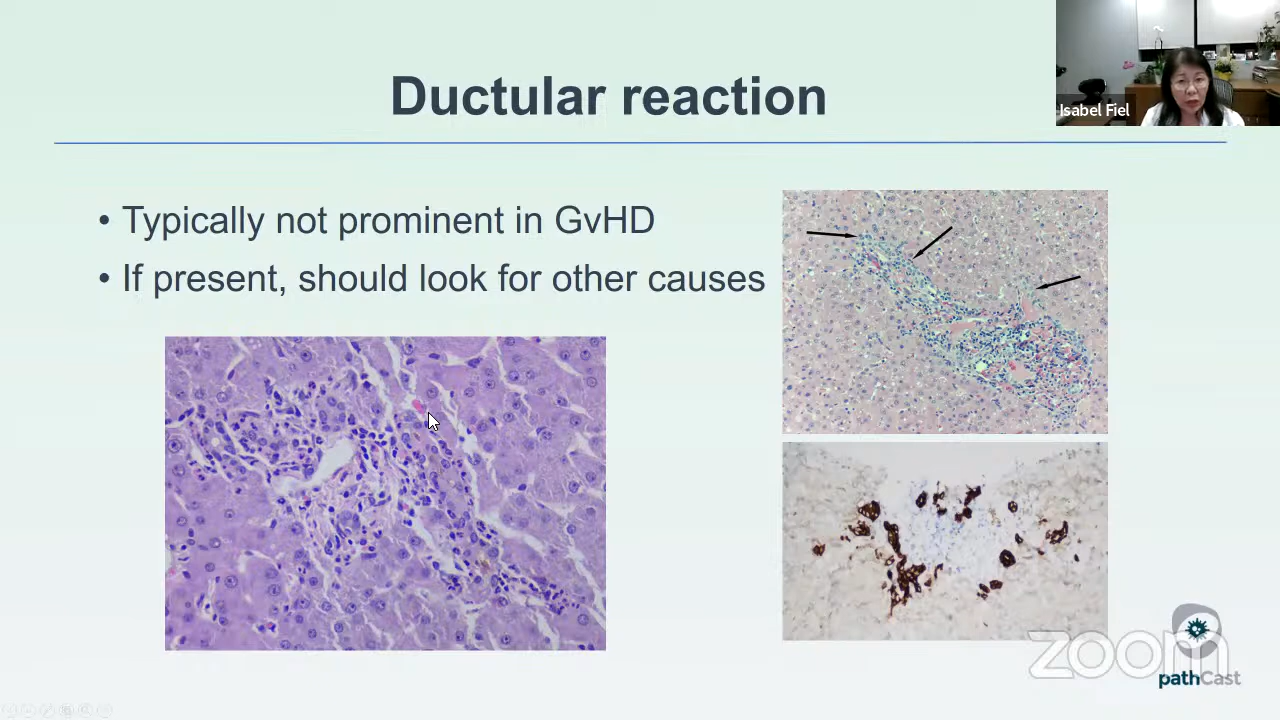 Ductular reaction
Isabel Fiel
• Typically not prominent in GvHD
• If present, should look for other causes
zoom
pathCast